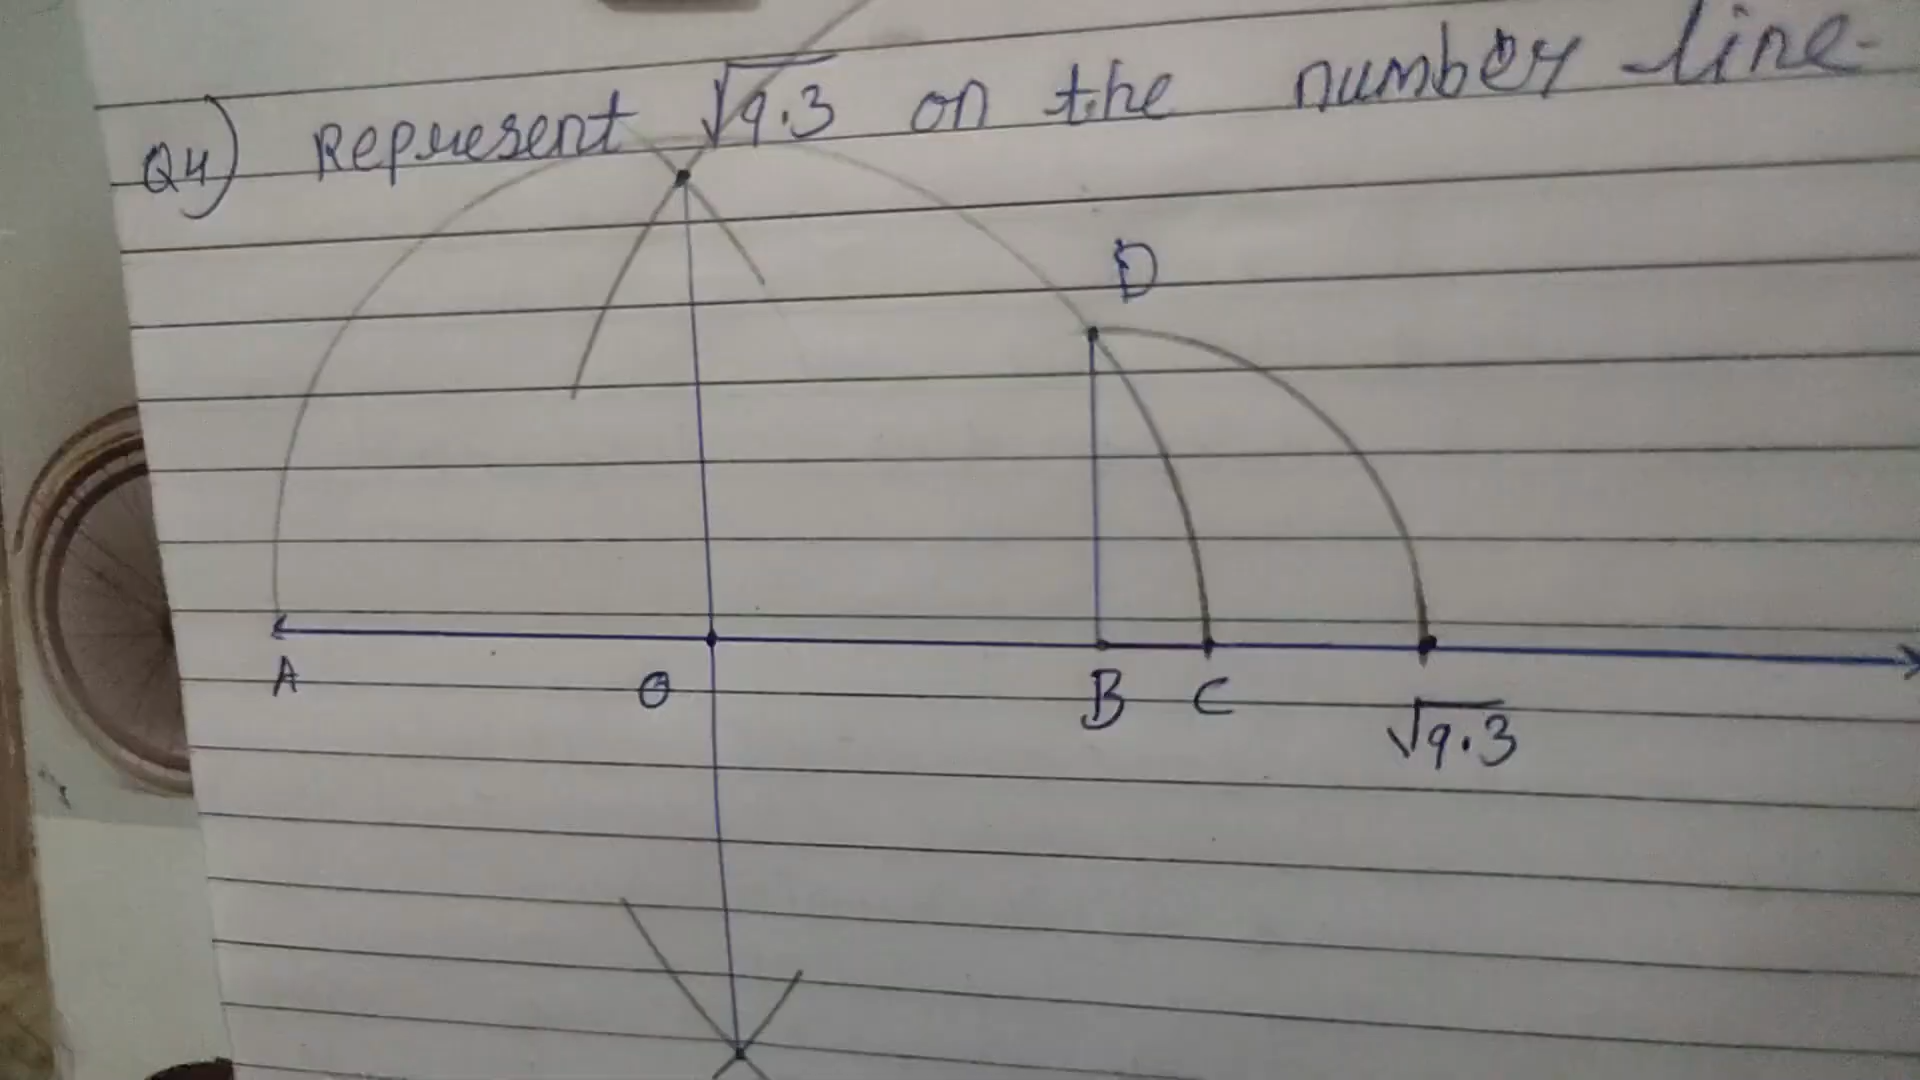 Q4) Represent √9.3 on the number line.
D
A O B C √9.3